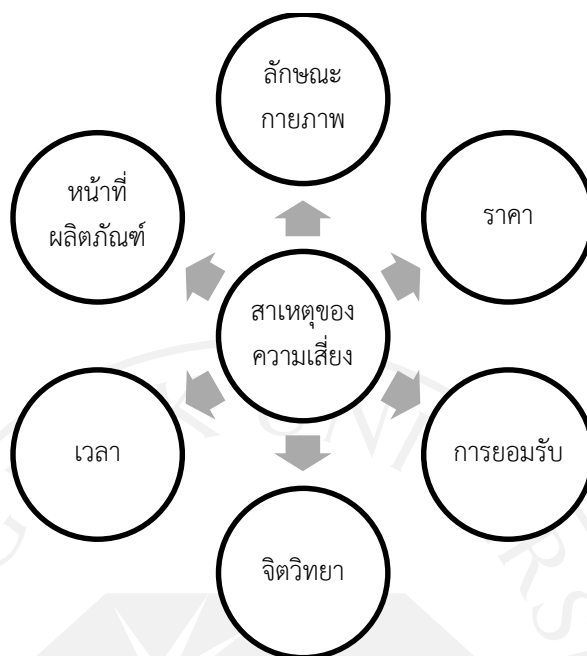 ลักษณะ
กายภาพ
หน้าที่
ผลิตภัณฑ์
ราคา
สาเหตุของ
ความเสี่ยง
เวลา
การยอมรับ
จิตวิทยา